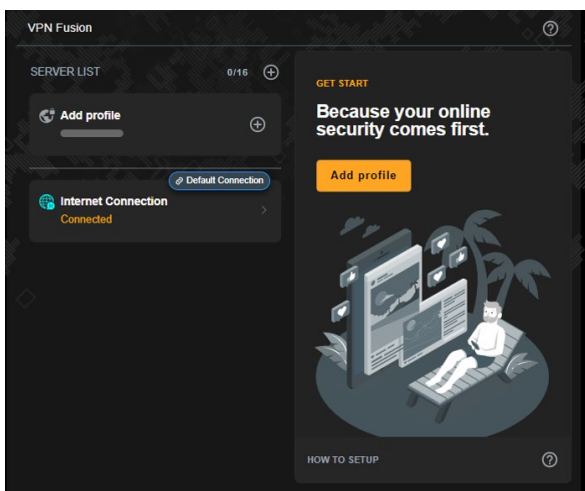 VPN Fusion
SERVER LIST 0/16
Add profile
Default Connection
Internet Connection
Connected
GET START
Because your online
security comes first.
Add profile
HOW TO SETUP